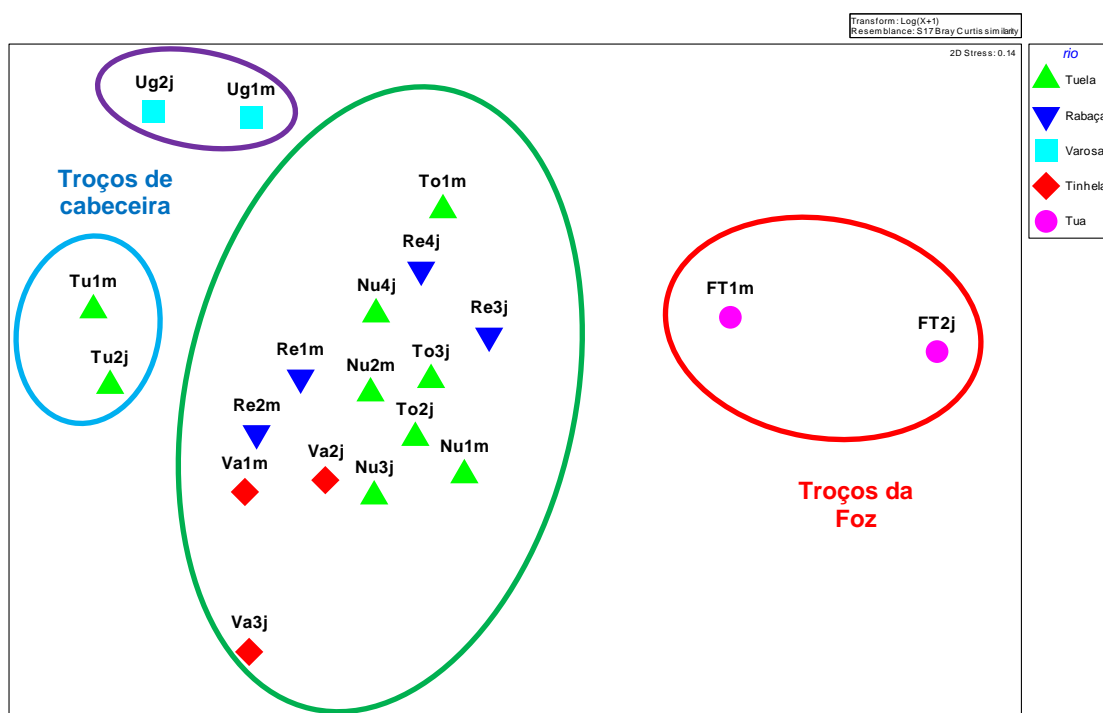 Transform: Log(X+1)
Resemblance: S17 Bray Curtis similarity
2D Stress: 0.14
rio
Tuela
Rabaça
Varosa
Tinhela
Tua
Ug2j
Ug1m
Troços de
cabeceira
To1m
Re4j
Tu1m
Nu4j
Re3j
FT1m
FT2j
Tu2j
Re1m
Nu2m
To3j
Re2m
To2j
Va1m
Va2j
Nu3j
Nu1m
Troços da
Foz
Va3j